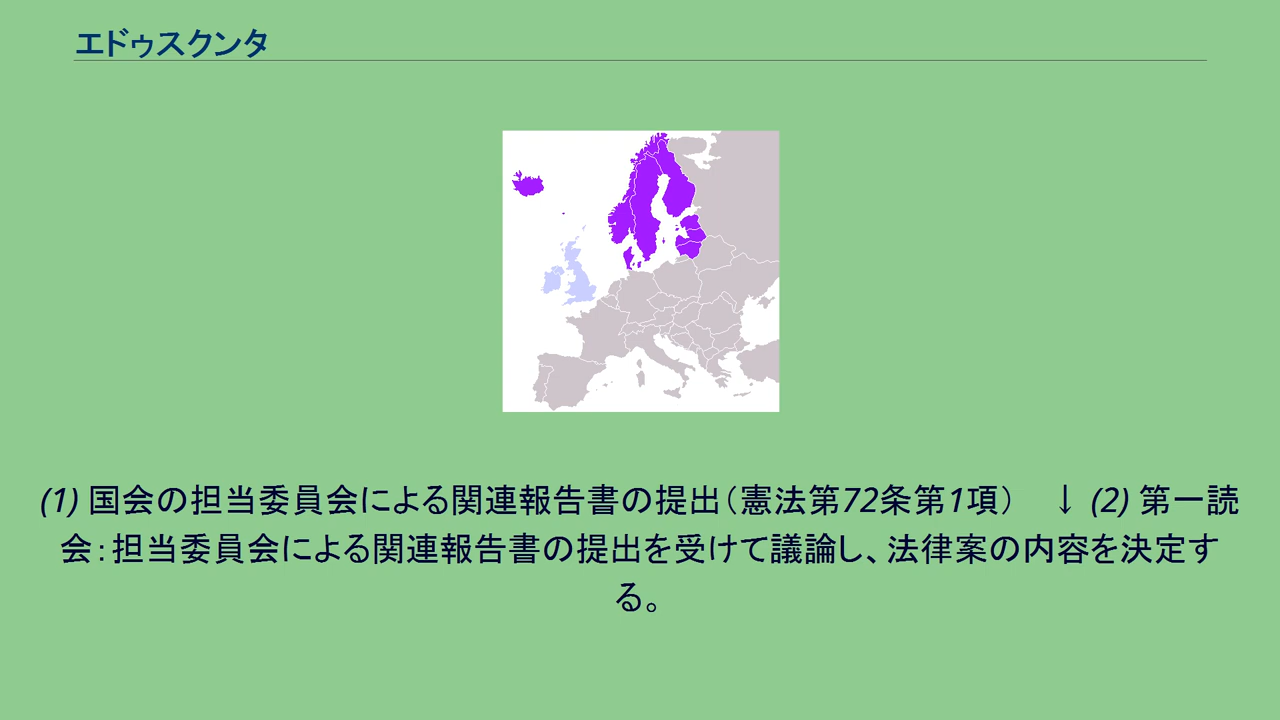 エドゥスクンタ
(1) 国会の担当委員会による関連報告書の提出（憲法第72条第1項）　↓ (2) 第一読
会：担当委員会による関連報告書の提出を受けて議論し、法律案の内容を決定す
る。